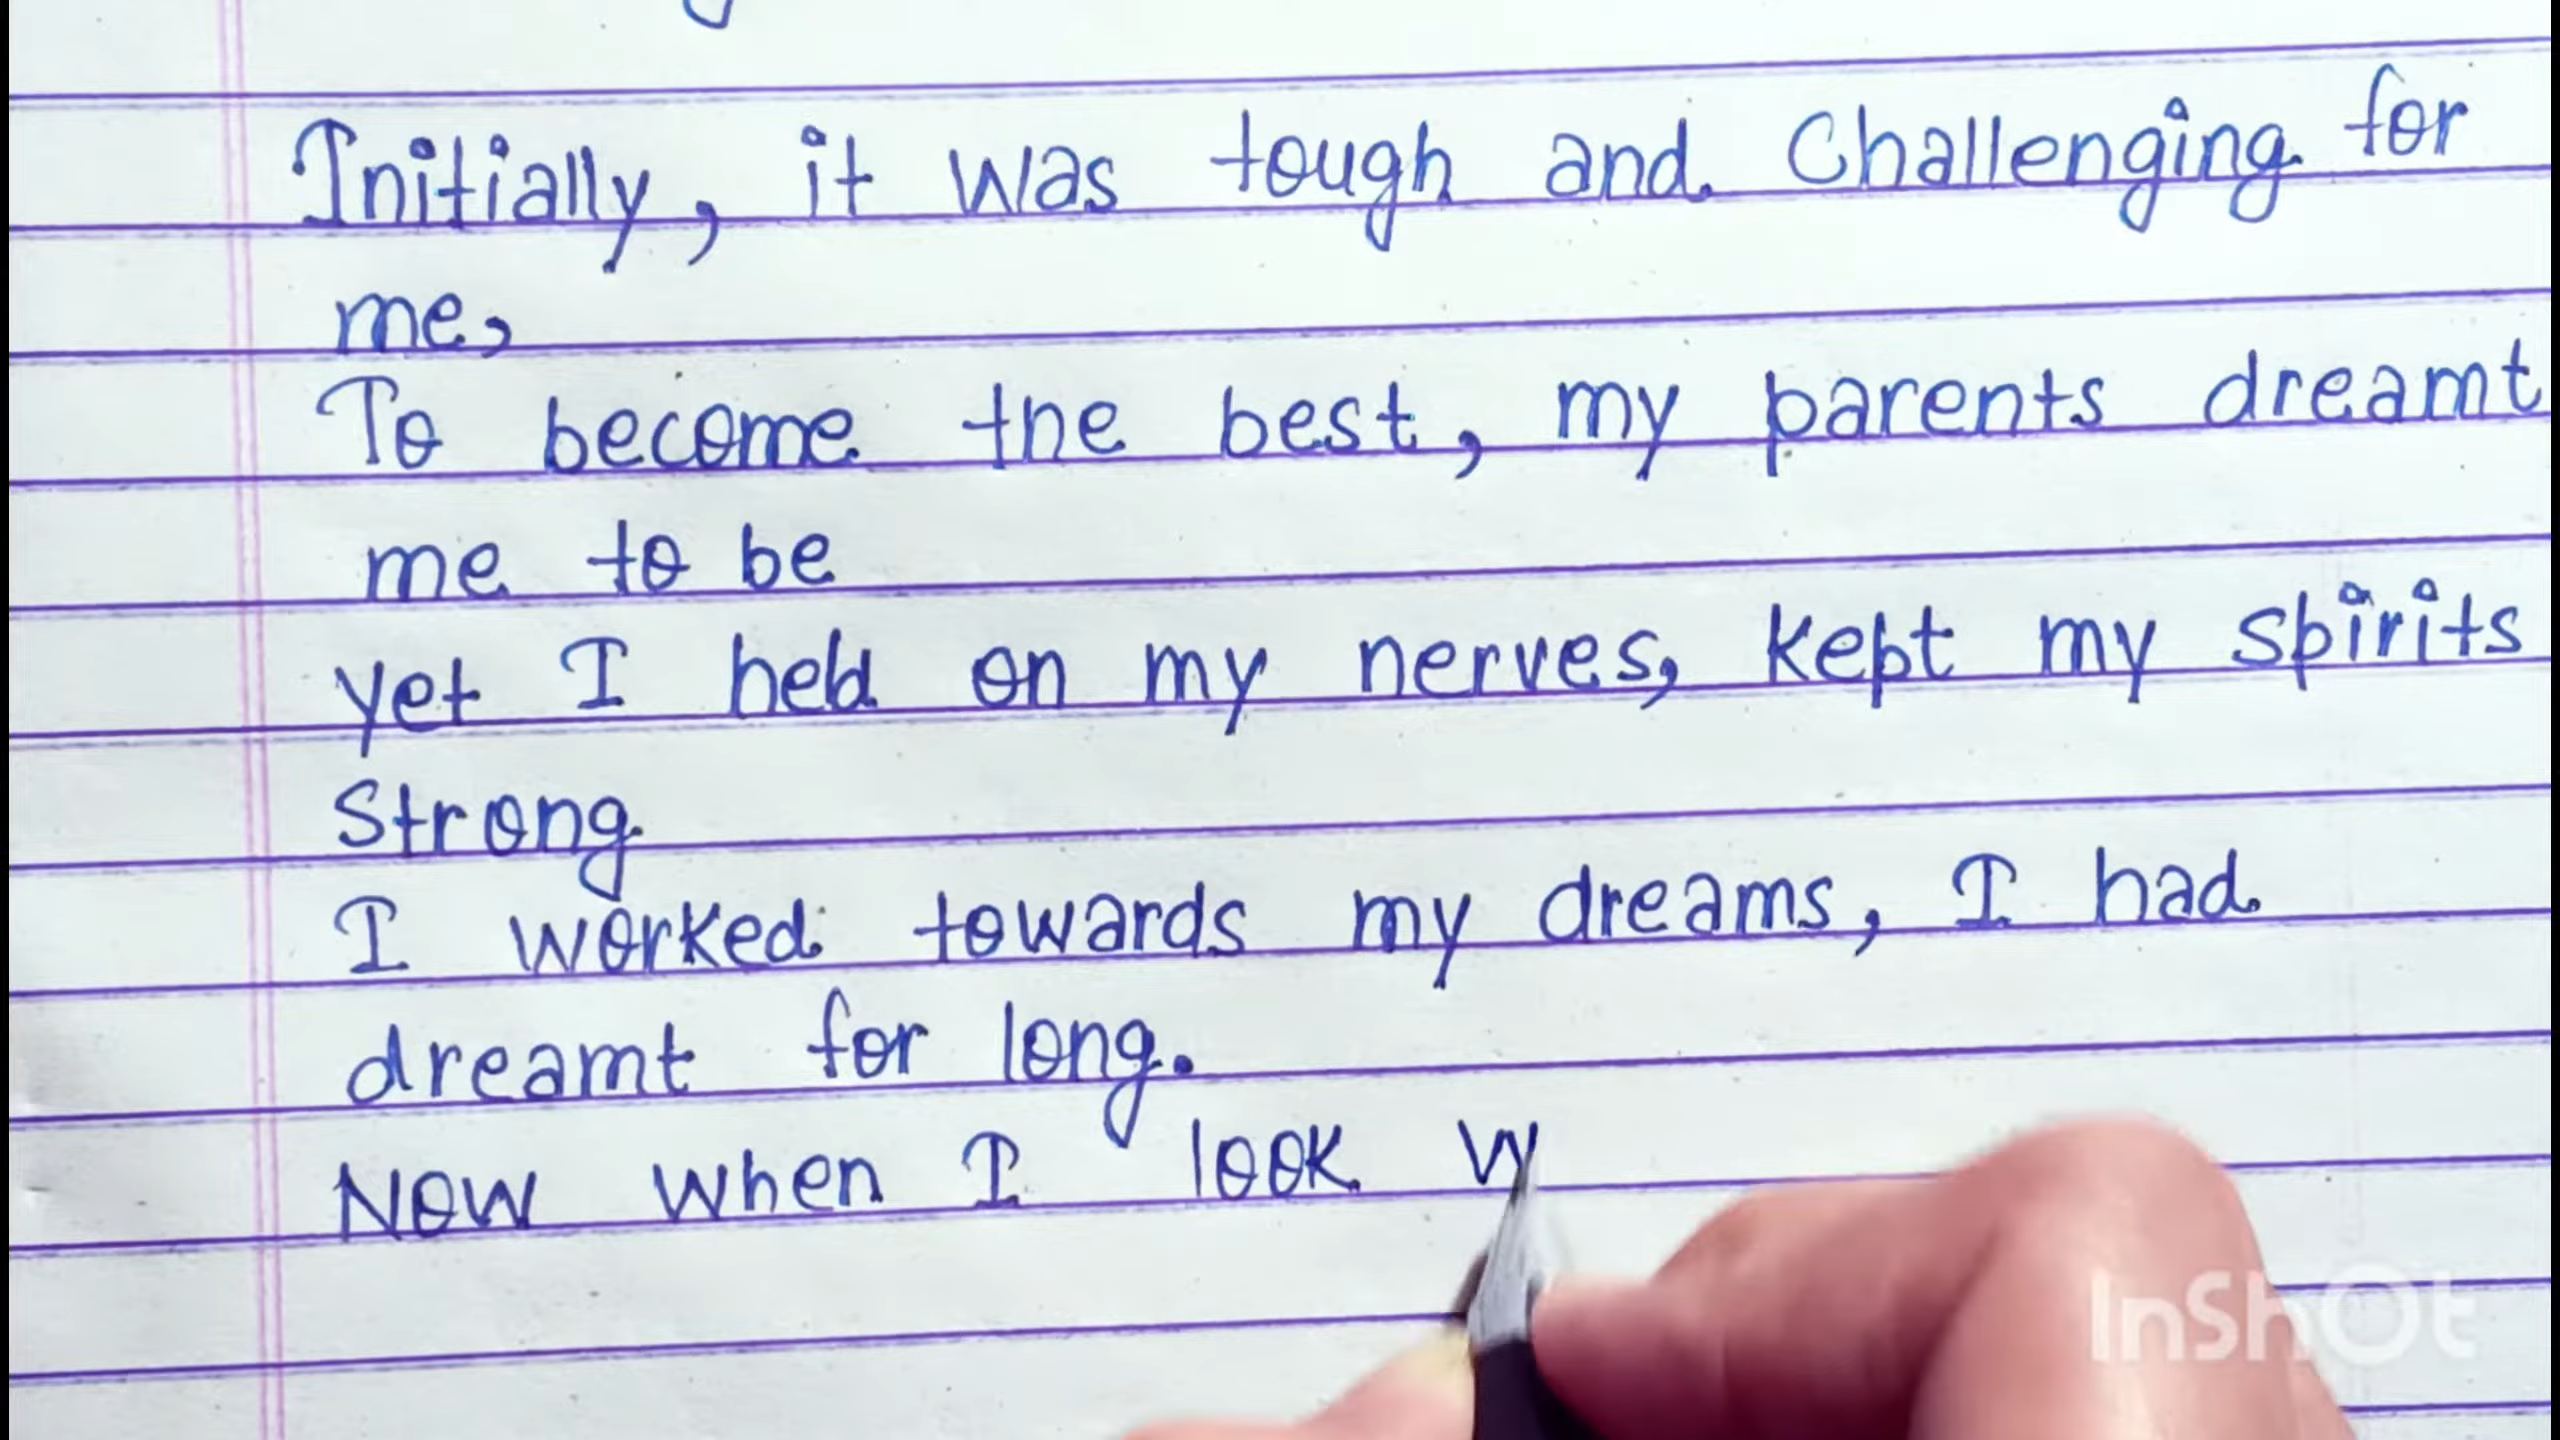 Initially, it was tough and Challenging for
me,
To become the best, my parents dreamt
me to be
yet I held on my nerves, kept my spirits
Strong
I worked towards my dreams, I had
dreamt for long.
Now when I look w
InShOt